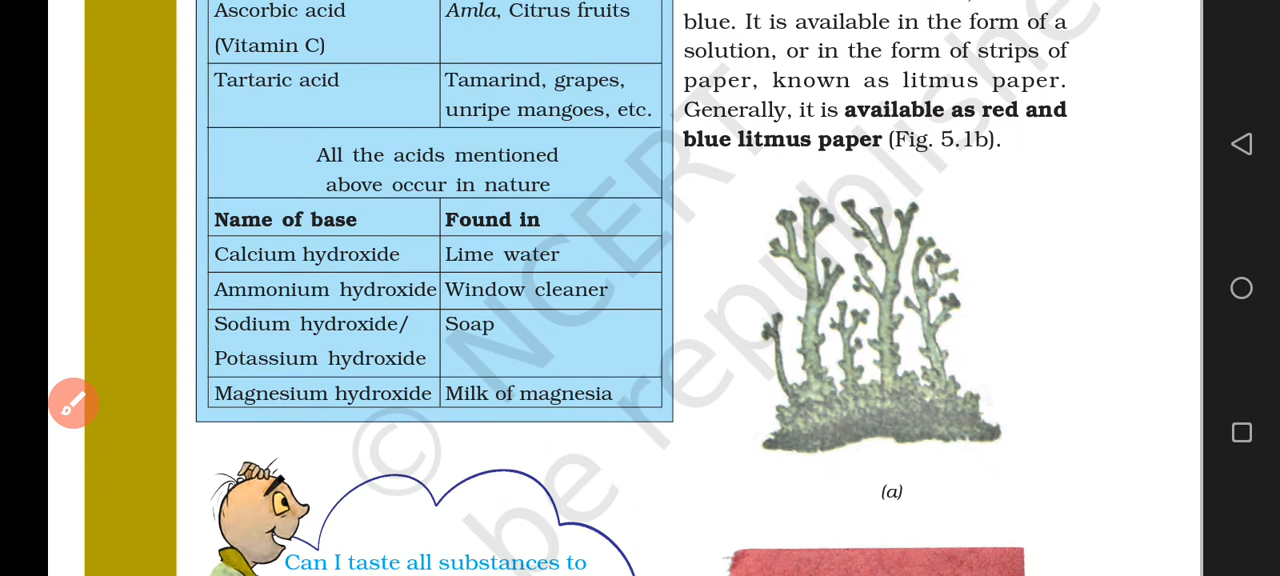 Ascorbic acid
(Vitamin C)
Amla, Citrus fruits
Tartaric acid
Tamarind, grapes,
unripe mangoes, etc.
All the acids mentioned
above occur in nature
Name of base
Found in
Calcium hydroxide
Lime water
Ammonium hydroxide
Window cleaner
Sodium hydroxide/
Potassium hydroxide
Soap
Magnesium hydroxide
Milk of magnesia
Can I taste all substances to
blue. It is available in the form of a
solution, or in the form of strips of
paper, known as litmus paper.
Generally, it is available as red and
blue litmus paper (Fig. 5.1b).
(a)
© NCERT
be republishe